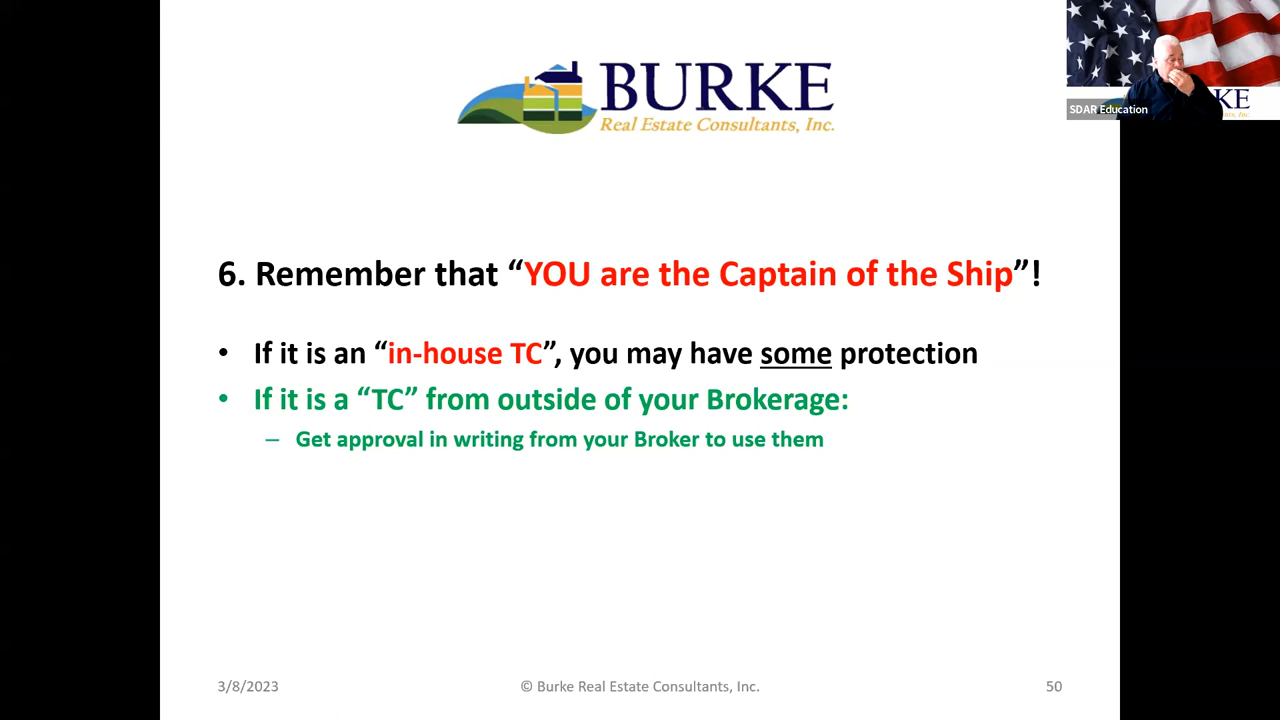 BURKE
Real Estate Consultants, Inc.
SDAR Education
KE
6. Remember that “YOU are the Captain of the Ship”!
• If it is an “in-house TC”, you may have some protection
• If it is a “TC” from outside of your Brokerage:
– Get approval in writing from your Broker to use them
3/8/2023
© Burke Real Estate Consultants, Inc.
50